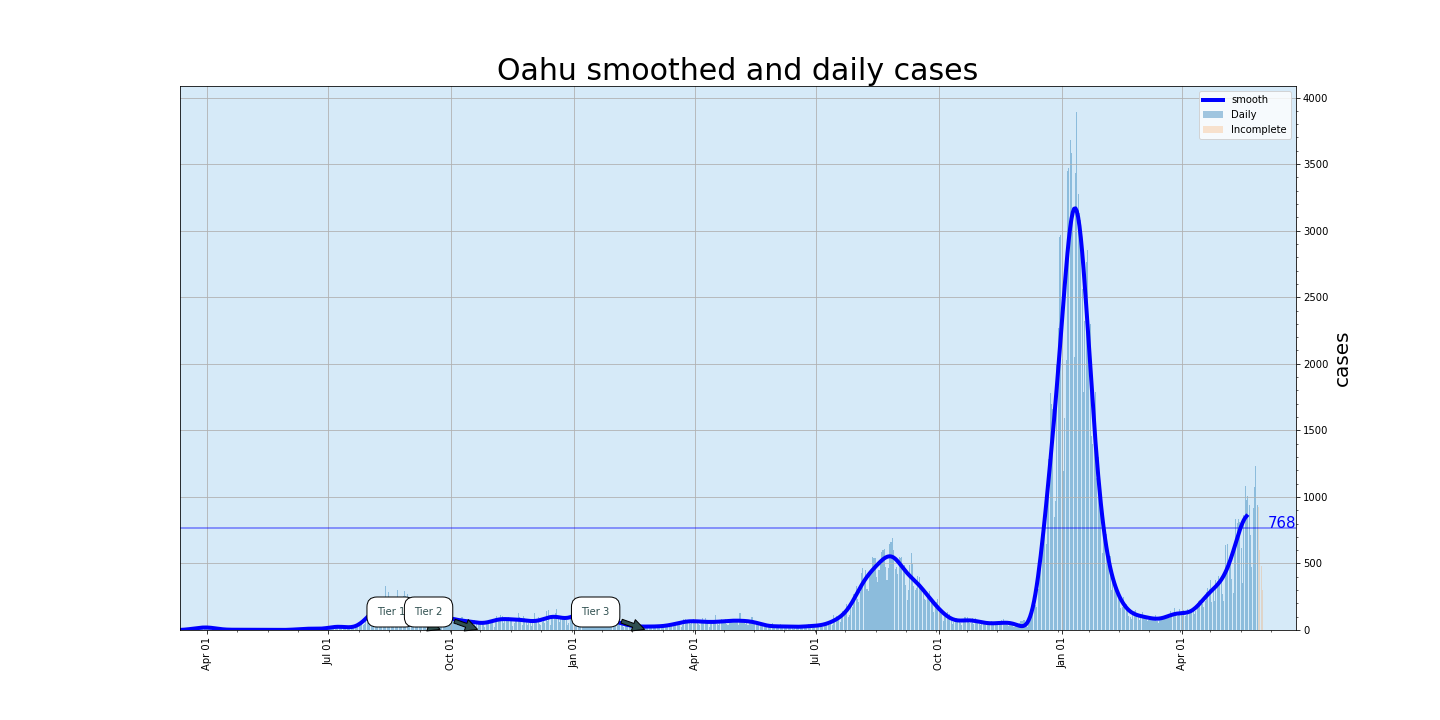 Oahu smoothed and daily cases
smooth
Daily
Incomplete
4000
3500
3000
2500
2000
1500
1000
500
0
cases
768
Tier 1
Tier 2
Tier 3
Apr 01
Jul 01
Oct 01
Jan 01
Apr 01
Jul 01
Oct 01
Jan 01
Apr 01